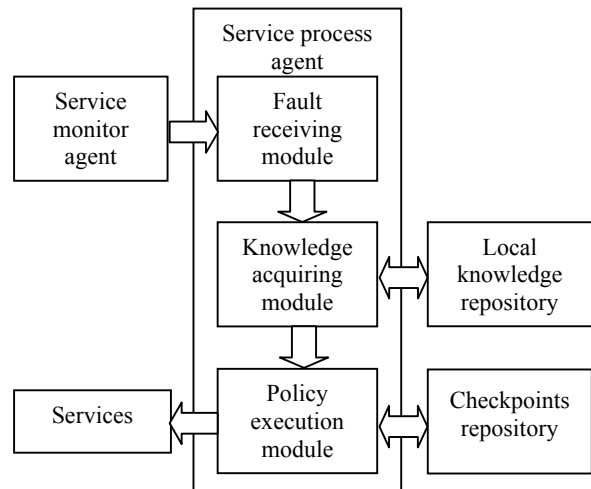 Service process
agent
Service
monitor
agent
Fault
receiving
module
Knowledge
acquiring
module
Local
knowledge
repository
Services
Policy
execution
module
Checkpoints
repository